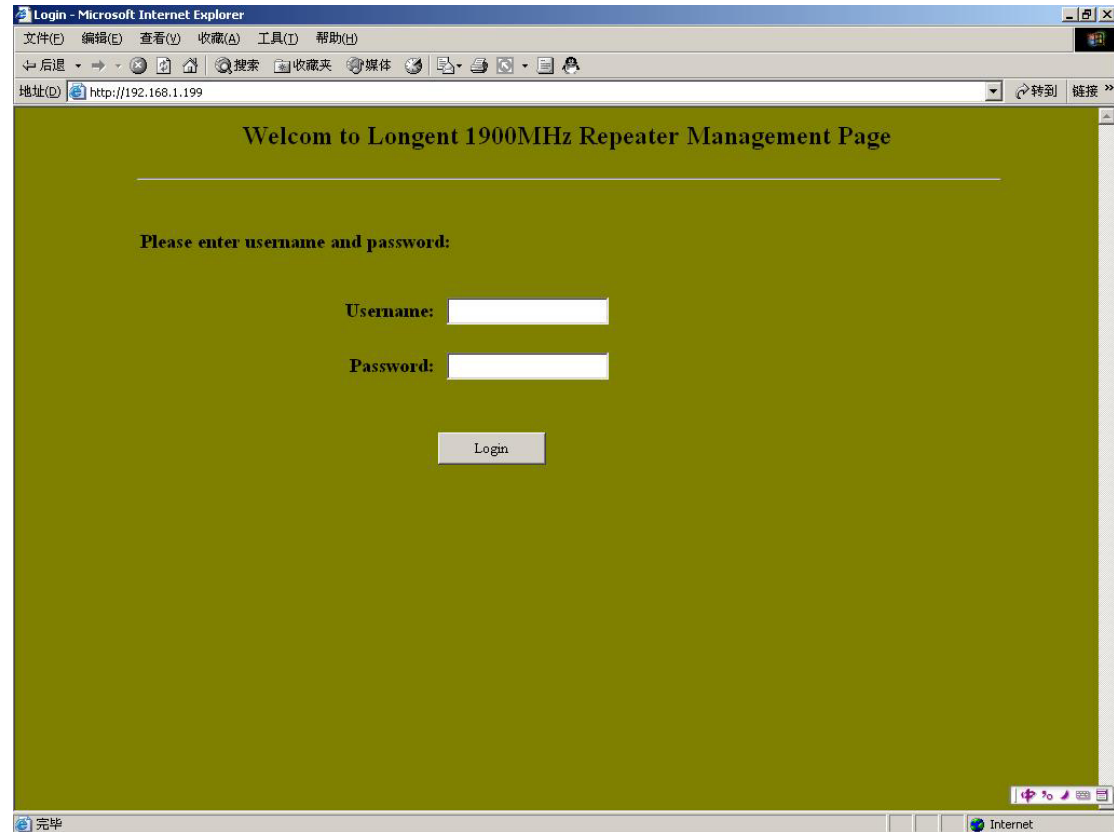 Login - Microsoft Internet Explorer
文件(F) 编辑(E) 查看(V) 收藏(A) 工具(T) 帮助(H)
后退 搜索 收藏夹 媒体
地址(D) http://192.168.1.199 转到 链接 »
Welcom to Longent 1900MHz Repeater Management Page
Please enter username and password:
Username:
Password:
Login
中
完毕 Internet